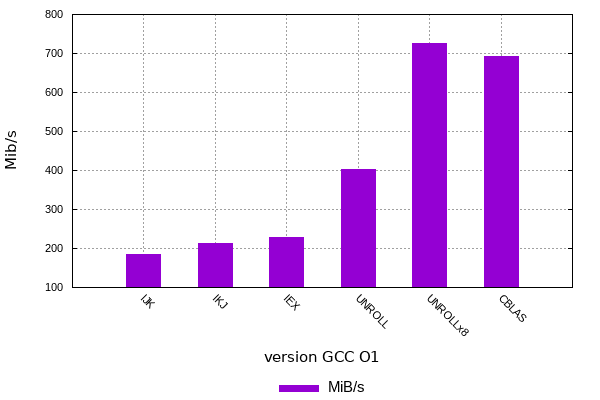 800
700
600
500
400
300
200
100
Mib/s
IJK
IKJ
IEX
UNROLL
UNROLLx8
CBLAS
version GCC O1
MiB/s